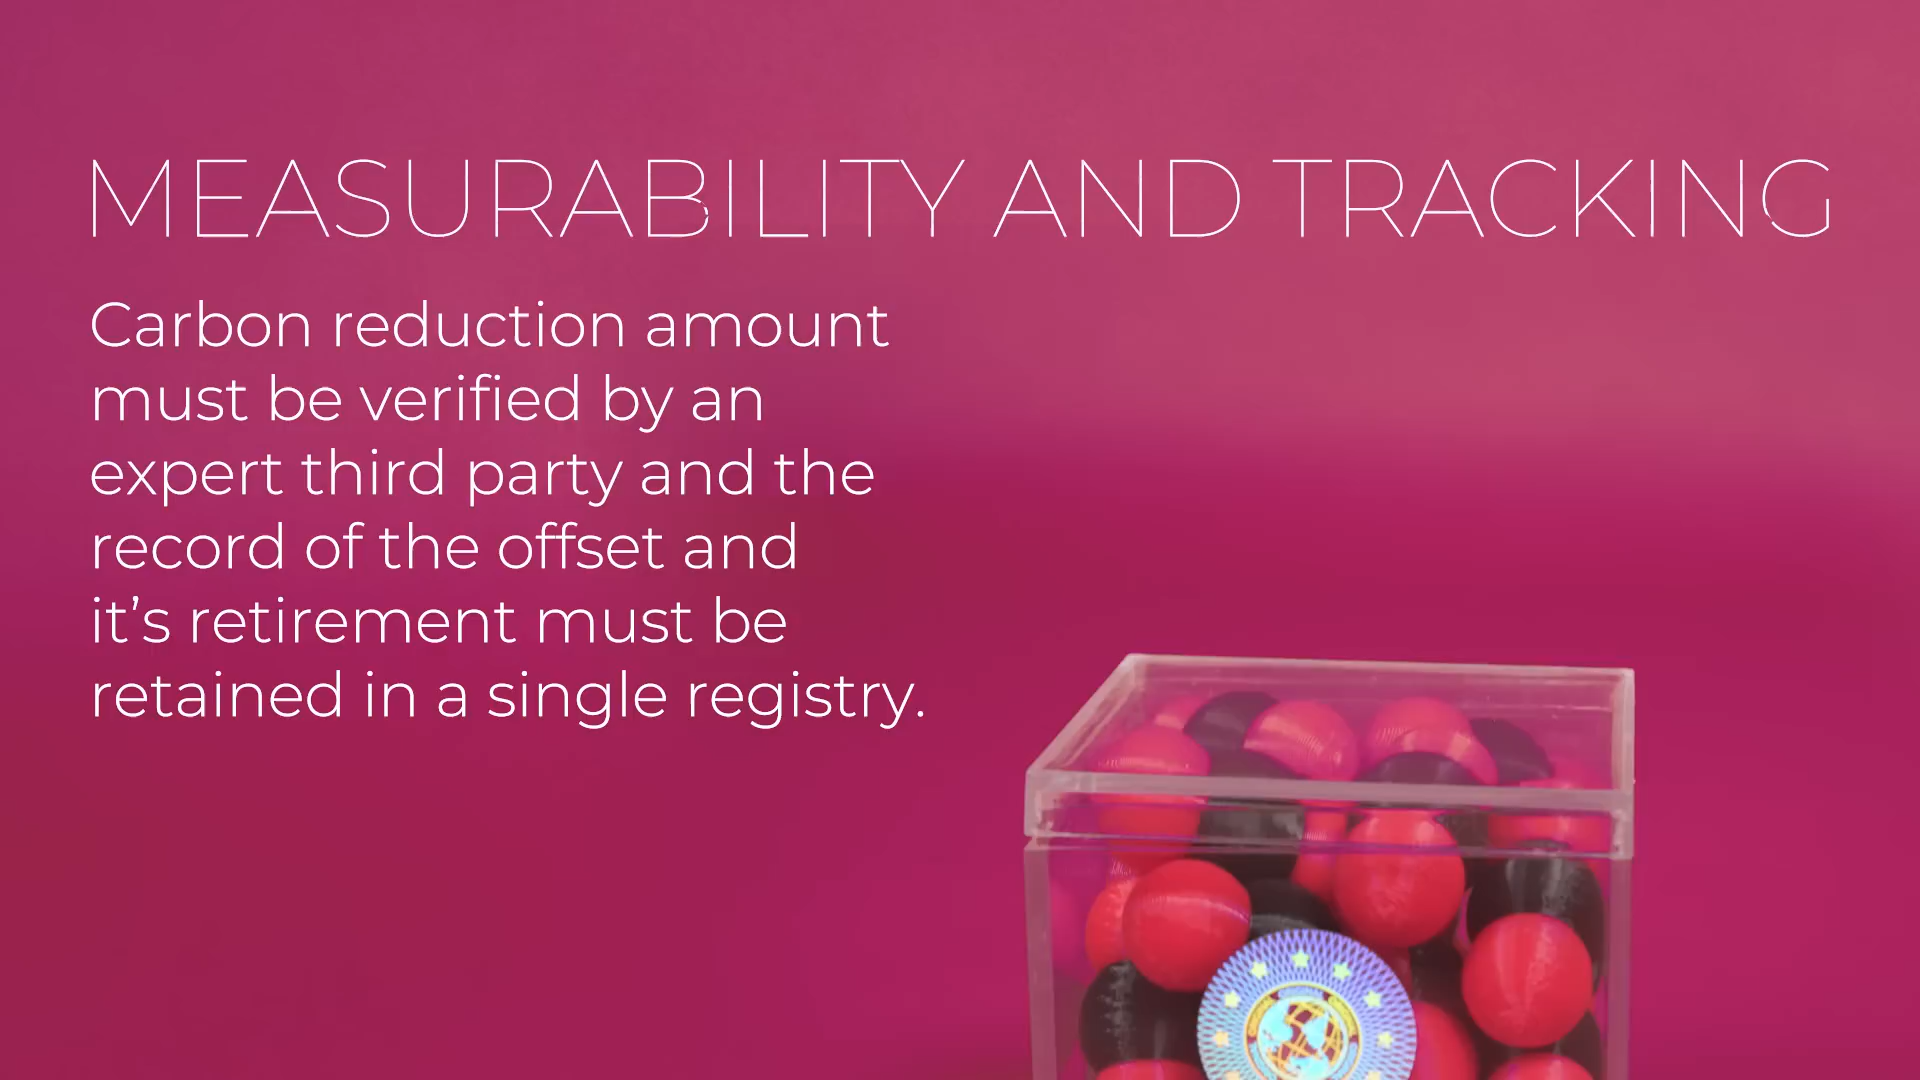 MEASURABILITY AND TRACKING
Carbon reduction amount
must be verified by an
expert third party and the
record of the offset and
it’s retirement must be
retained in a single registry.